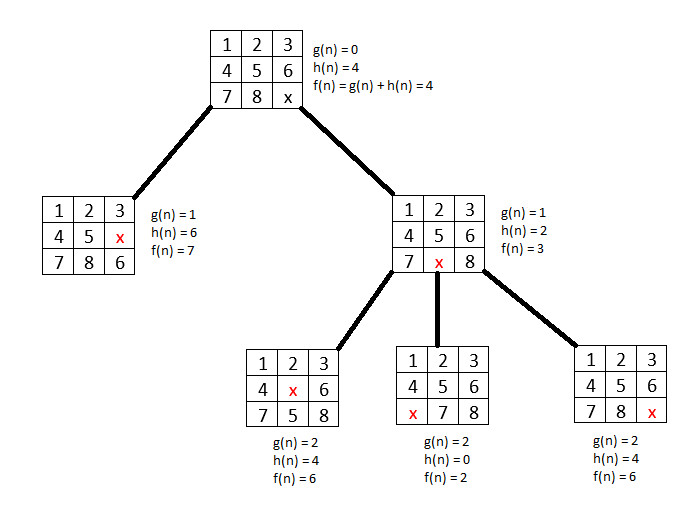 1 2 3
4 5 6
7 8 x
g(n) = 0
h(n) = 4
f(n) = g(n) + h(n) = 4
1 2 3
4 5 x
7 8 6
g(n) = 1
h(n) = 6
f(n) = 7
1 2 3
4 5 6
7 x 8
g(n) = 1
h(n) = 2
f(n) = 3
1 2 3
4 x 6
7 5 8
g(n) = 2
h(n) = 4
f(n) = 6
1 2 3
4 5 6
x 7 8
g(n) = 2
h(n) = 0
f(n) = 2
1 2 3
4 5 6
7 8 x
g(n) = 2
h(n) = 4
f(n) = 6